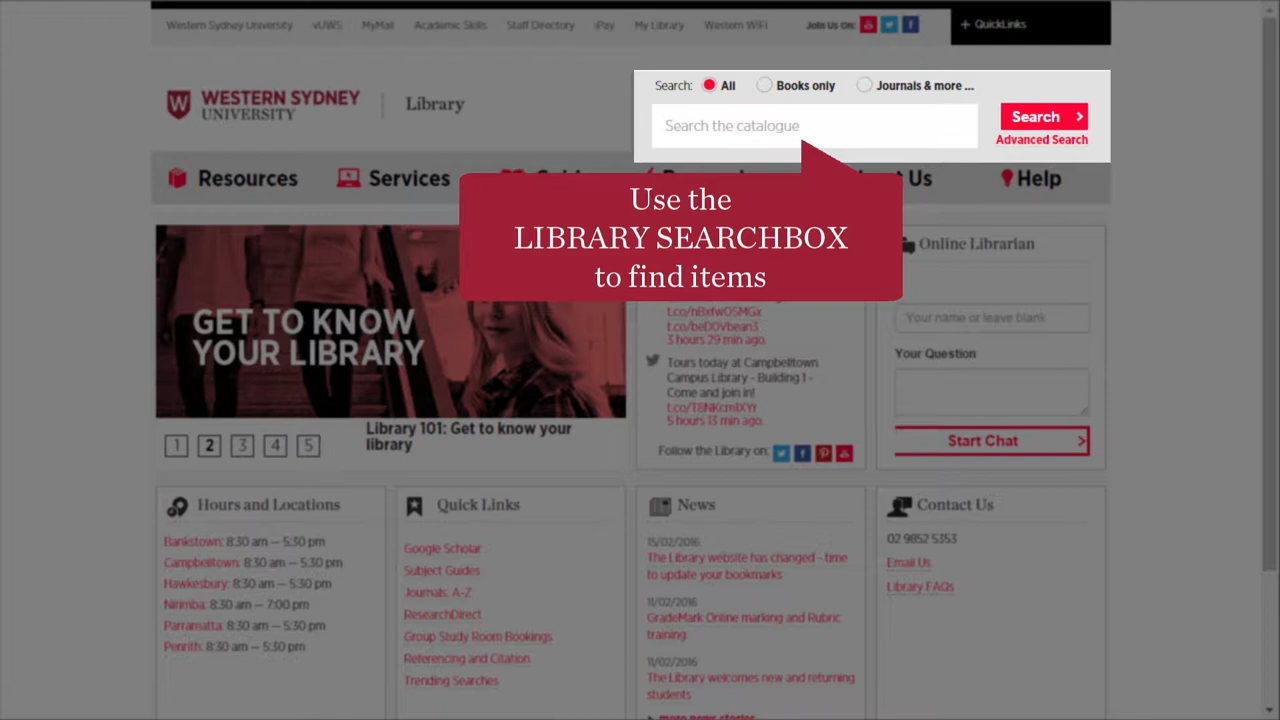 Western Sydney University vUWS MyMail Academic Skills Staff Directory iPay My Library Western WiFi Join Us On: + QuickLinks
Search: All Books only Journals & more ...
WESTERN SYDNEY
UNIVERSITY
Library
Search the catalogue
Search >
Advanced Search
Resources Services Us Help
Use the
LIBRARY SEARCHBOX
to find items
Online Librarian
GET TO KNOW
YOUR LIBRARY
1 2 3 4 5
Library 101: Get to know your
library
t.co/beD0Vbean3
3 hours 29 min ago.
Tours today at Campbelltown
Campus Library - Building 1 -
Come and join in!
t.co/T8NKcm1XYr
5 hours 13 min ago.
Follow the Library on:
Your name or leave blank
Your Question
Start Chat >
Hours and Locations
Bankstown: 8:30 am — 5:30 pm
Campbelltown: 8:30 am — 5:30 pm
Hawkesbury: 8:30 am — 5:30 pm
Nirimba: 8:30 am — 7:00 pm
Parramatta: 8:30 am — 5:30 pm
Penrith: 8:30 am — 5:30 pm
Quick Links
Google Scholar
Subject Guides
Journals: A-Z
ResearchDirect
Group Study Room Bookings
Referencing and Citation
Trending Searches
News
15/02/2016
The Library website has changed - time
to update your bookmarks
11/02/2016
GradeMark Online marking and Rubric
training
11/02/2016
The Library welcomes new and returning
students
more news stories
Contact Us
02 9852 5353
Email Us
Library FAQs